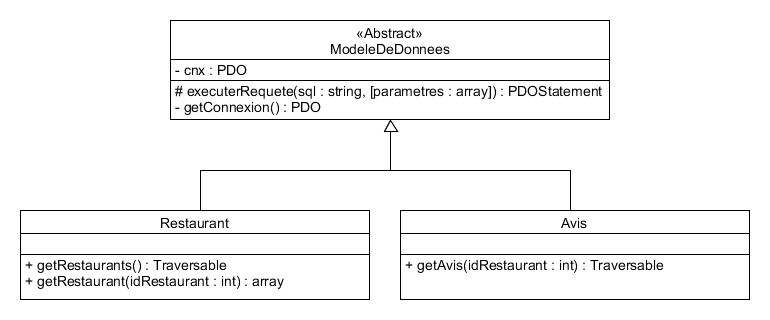 «Abstract»
ModeleDeDonnees
- cnx : PDO
# executerRequete(sql : string, [parametres : array]) : PDOStatement
- getConnexion() : PDO
Restaurant
+ getRestaurants() : Traversable
+ getRestaurant(idRestaurant : int) : array
Avis
+ getAvis(idRestaurant : int) : Traversable